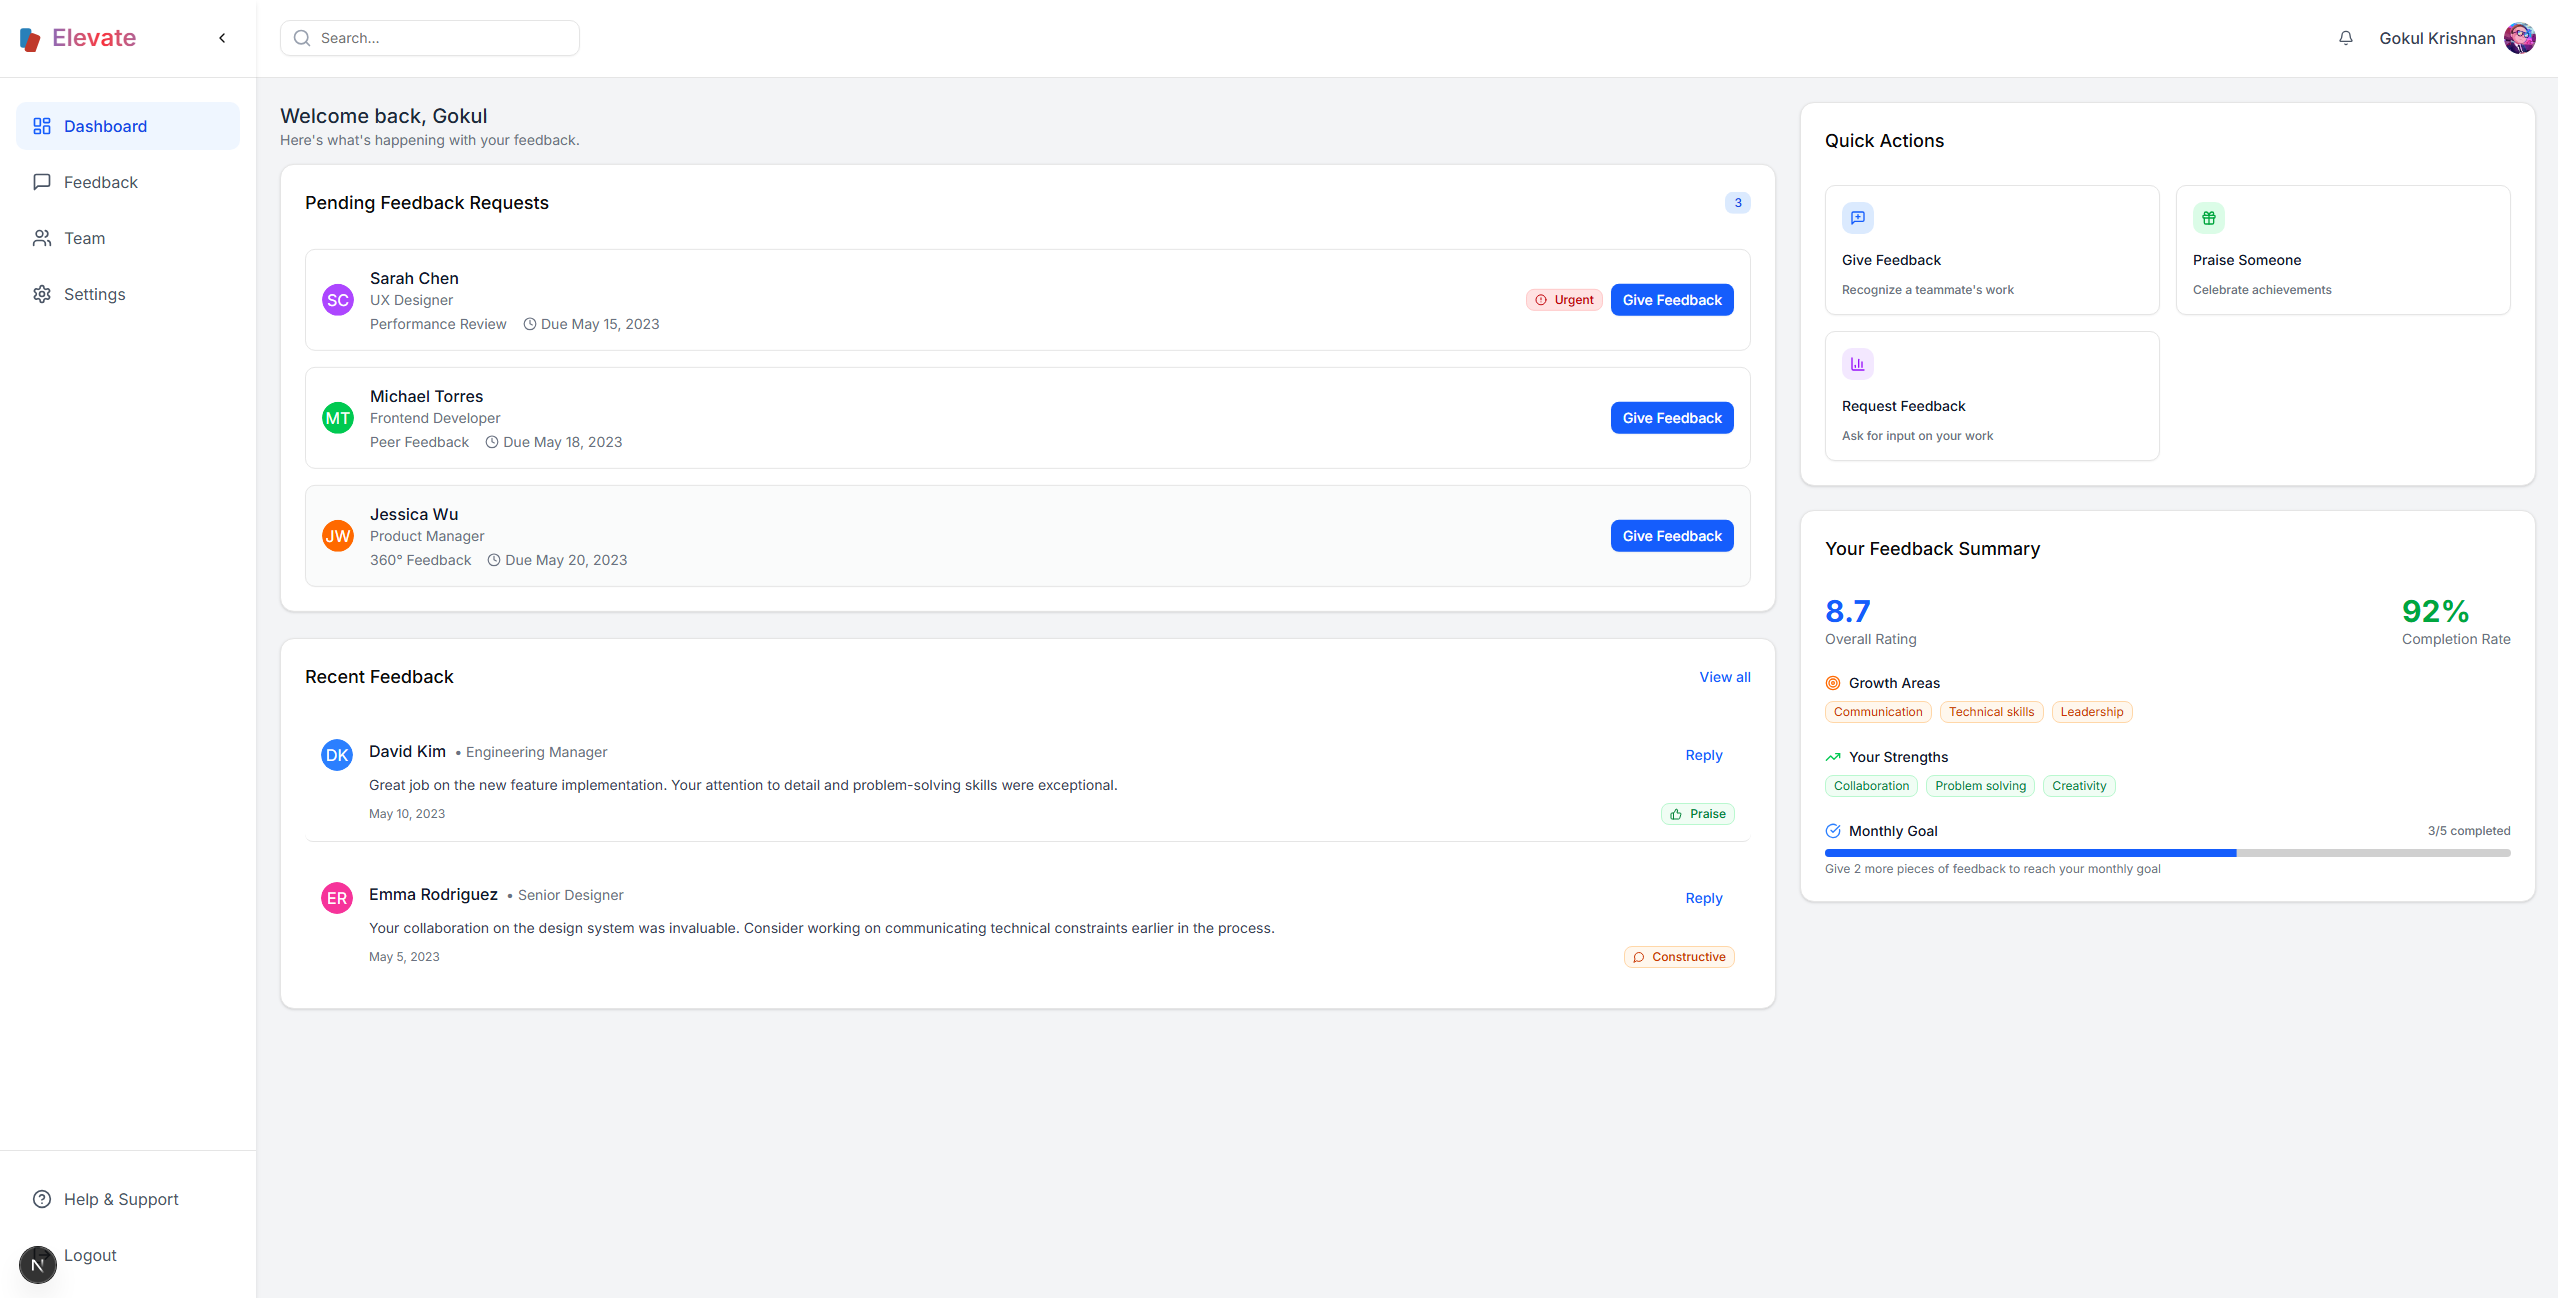 Elevate
Search...
Gokul Krishnan
Dashboard
Feedback
Team
Settings
Help & Support
Logout
N
Welcome back, Gokul
Here's what's happening with your feedback.
Pending Feedback Requests
3
SC
Sarah Chen
UX Designer
Performance Review Due May 15, 2023
Urgent
Give Feedback
MT
Michael Torres
Frontend Developer
Peer Feedback Due May 18, 2023
Give Feedback
JW
Jessica Wu
Product Manager
360° Feedback Due May 20, 2023
Give Feedback
Recent Feedback
View all
DK
David Kim • Engineering Manager
Reply
Great job on the new feature implementation. Your attention to detail and problem-solving skills were exceptional.
May 10, 2023
Praise
ER
Emma Rodriguez • Senior Designer
Reply
Your collaboration on the design system was invaluable. Consider working on communicating technical constraints earlier in the process.
May 5, 2023
Constructive
Quick Actions
Give Feedback
Recognize a teammate's work
Praise Someone
Celebrate achievements
Request Feedback
Ask for input on your work
Your Feedback Summary
8.7
Overall Rating
92%
Completion Rate
Growth Areas
Communication Technical skills Leadership
Your Strengths
Collaboration Problem solving Creativity
Monthly Goal
3/5 completed
Give 2 more pieces of feedback to reach your monthly goal